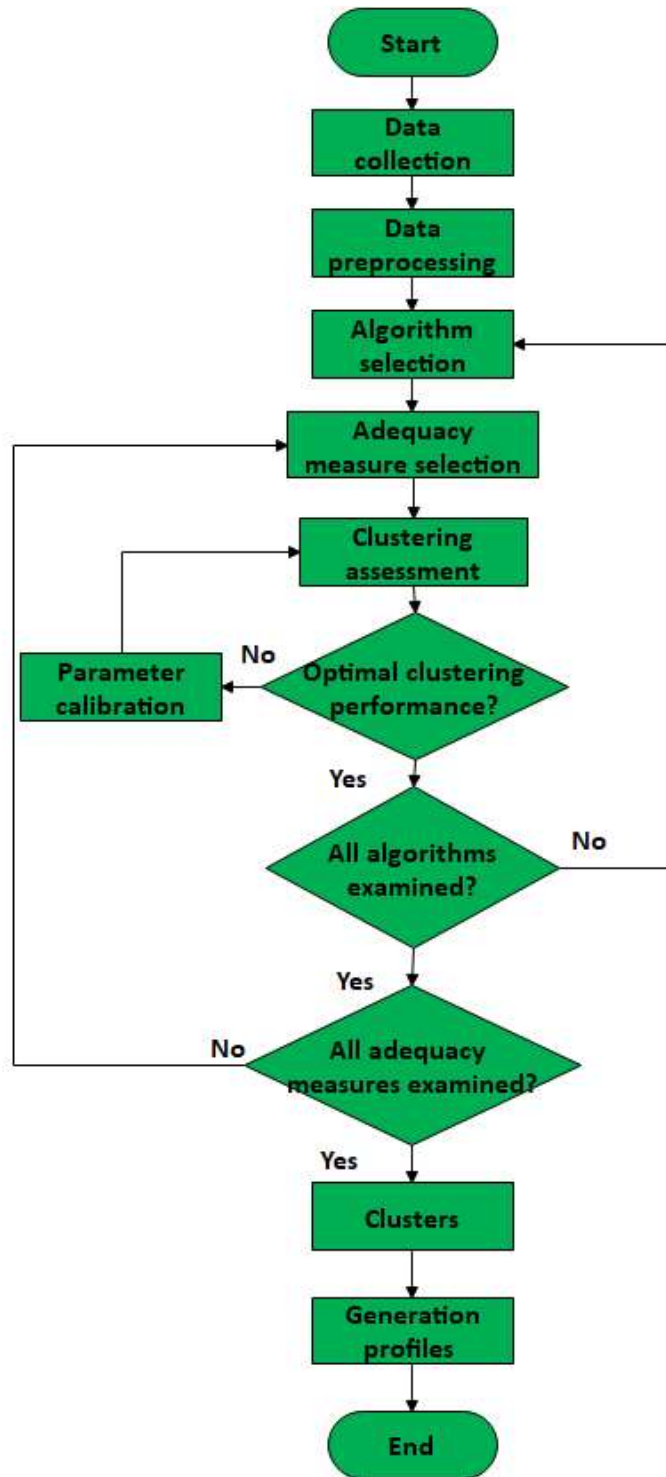 Start
Data
collection
Data
preprocessing
Algorithm
selection
Adequacy
measure selection
Clustering
assessment
No
Parameter
calibration
Optimal clustering
performance?
Yes
All algorithms
examined?
No
Yes
No
All adequacy
measures examined?
Yes
Clusters
Generation
profiles
End